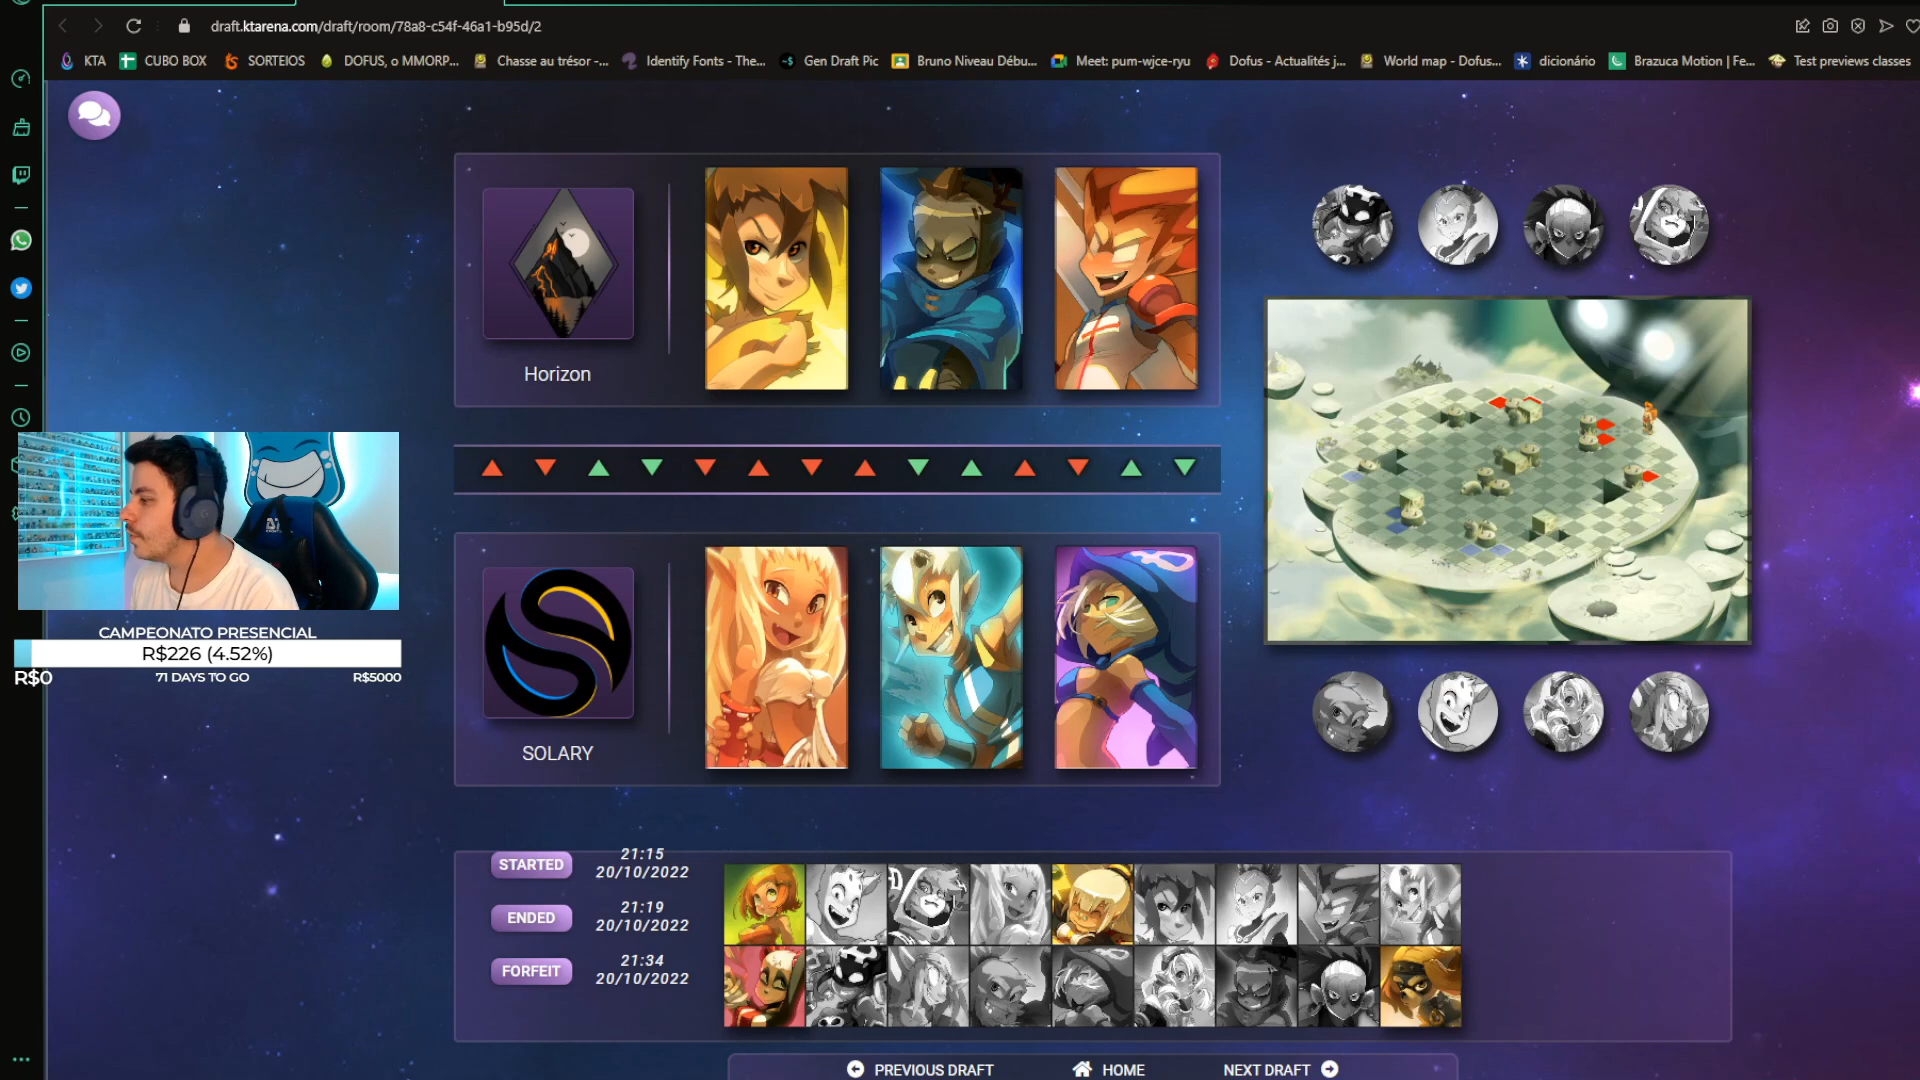 draft.ktarena.com/draft/room/78a8-c54f-46a1-b95d/2
KTA
CUBO BOX
SORTEIOS
DOFUS, o MMORP...
Chasse au trésor -...
Identify Fonts - The...
Gen Draft Pic
Bruno Niveau Débu...
Meet: pum-wjce-ryu
Dofus - Actualités j...
World map - Dofus...
dicionário
Brazuca Motion | Fe...
Test previews classes
Horizon
CAMPEONATO PRESENCIAL
R$226 (4.52%)
R$0
71 DAYS TO GO
R$5000
SOLARY
STARTED
21:15
20/10/2022
ENDED
21:19
20/10/2022
FORFEIT
21:34
20/10/2022
PREVIOUS DRAFT
HOME
NEXT DRAFT